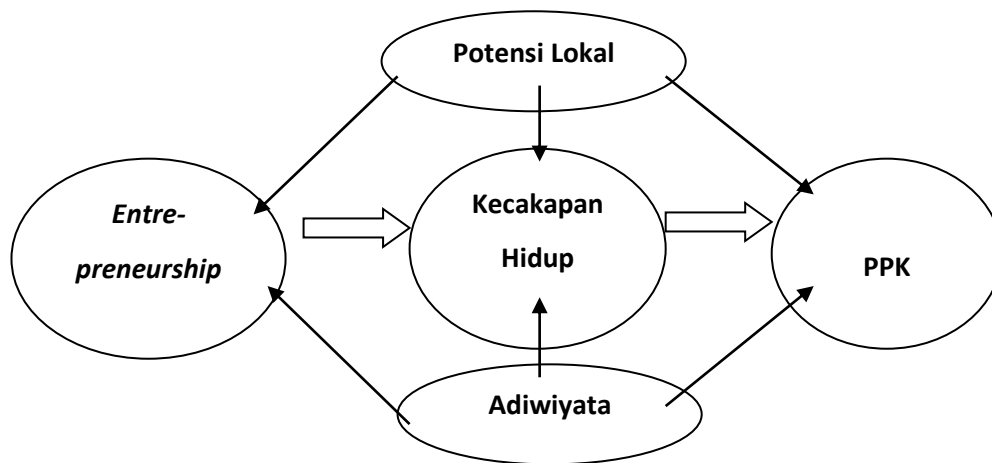 Potensi Lokal
Entre-
preneurship
Kecakapan
Hidup
PPK
Adiwiyata